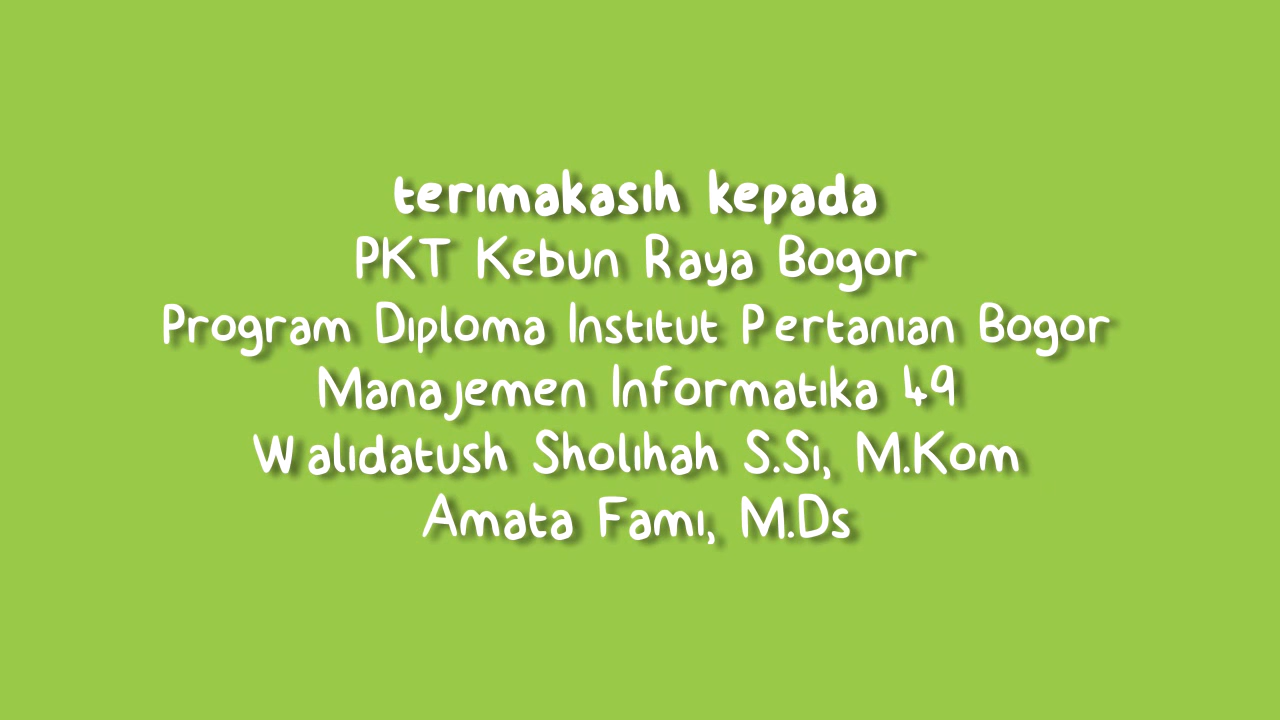 terimakasih kepada
PKT Kebun Raya Bogor
Program Diploma Institut Pertanian Bogor
Manajemen Informatika 49
Walidatush Sholihah S.Si, M.Kom
Amata Fami, M.Ds